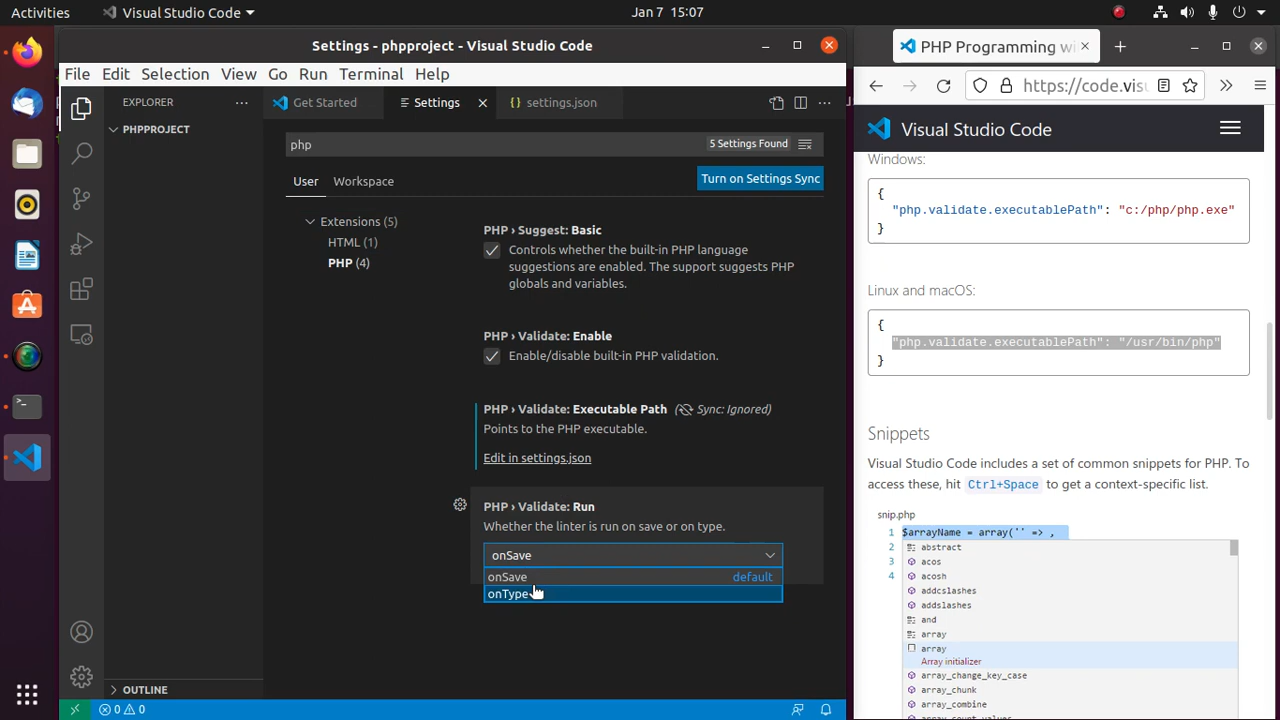 Activities
Visual Studio Code
Jan 7 15:07
Settings - phpproject - Visual Studio Code
File Edit Selection View Go Run Terminal Help
EXPLORER
PHPPROJECT
OUTLINE
Get Started
Settings
settings.json
php
5 Settings Found
User
Workspace
Turn on Settings Sync
Extensions (5)
HTML (1)
PHP (4)
PHP › Suggest: Basic
Controls whether the built-in PHP language
suggestions are enabled. The support suggests PHP
globals and variables.
PHP › Validate: Enable
Enable/disable built-in PHP validation.
PHP › Validate: Executable Path
Sync: Ignored)
Points to the PHP executable.
Edit in settings.json
PHP › Validate: Run
Whether the linter is run on save or on type.
onSave
onSave default
onType
0 0
PHP Programming wi
https://code.vis
Visual Studio Code
Windows:
{
"php.validate.executablePath": "c:/php/php.exe"
}
Linux and macOS:
{
"php.validate.executablePath": "/usr/bin/php"
}
Snippets
Visual Studio Code includes a set of common snippets for PHP. To
access these, hit Ctrl+Space to get a context-specific list.
snip.php
1 $arrayName = array('' => ,
2 abstract
3 acos
4 acosh
addcslashes
addslashes
and
array
array
Array initializer
array_change_key_case
array_chunk
array_combine
array_count_values